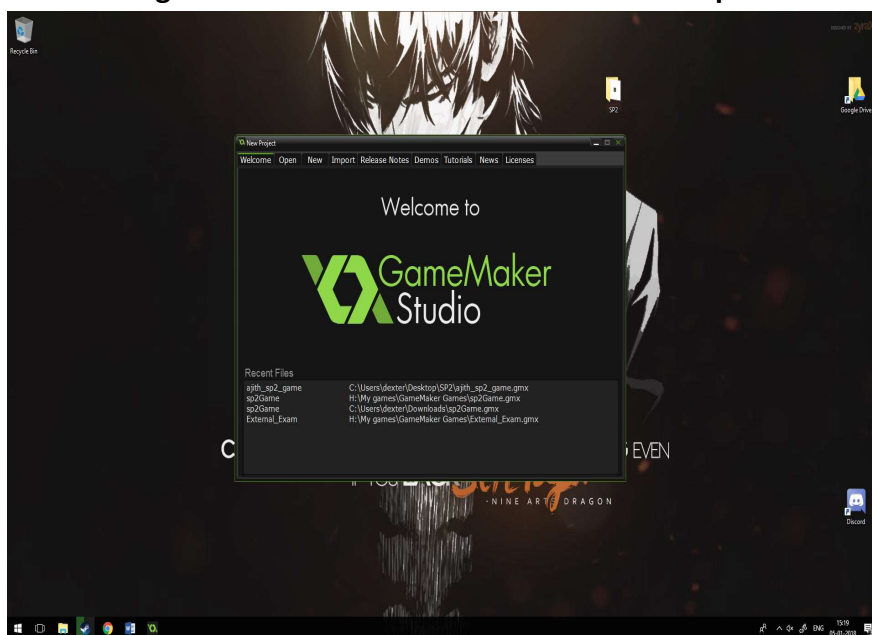 Recycle Bin
SP2
Google Drive
New Project
Welcome Open New Import Release Notes Demos Tutorials News Licenses
Welcome to
GameMaker
Studio
Recent Files
ajith_sp2_game C:\Users\dexter\Desktop\SP2\ajith_sp2_game.gmx
sp2Game H:\My games\GameMaker Games\sp2Game.gmx
sp2Game C:\Users\dexter\Downloads\sp2Game.gmx
External_Exam H:\My games\GameMaker Games\External_Exam.gmx
EVEN
-NINE ARTS DRAGON
Discord
ENG
15:19
05-01-2018